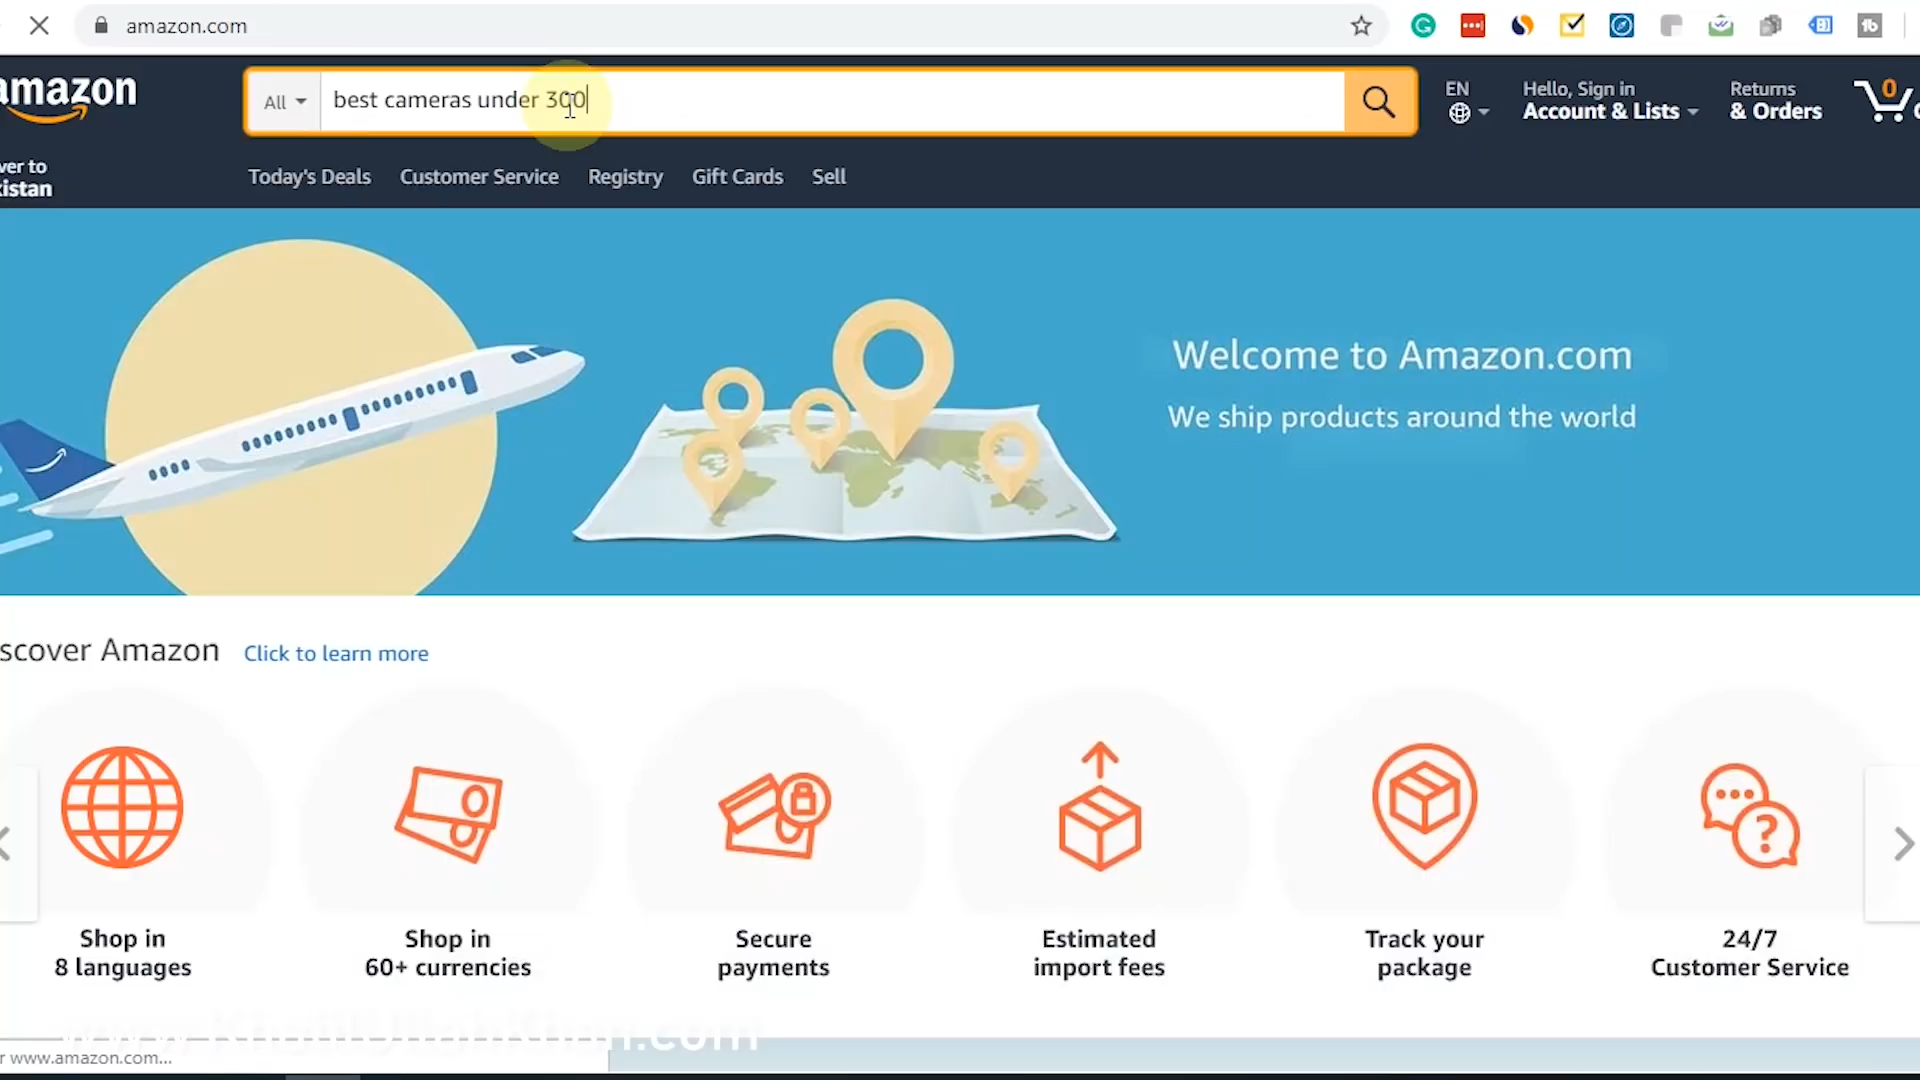 amazon.com
amazon
All
best cameras under 300
EN
Hello, Sign in
Account & Lists
Returns
& Orders
0
ver to
kistan
Today's Deals
Customer Service
Registry
Gift Cards
Sell
Welcome to Amazon.com
We ship products around the world
scover Amazon
Click to learn more
Shop in
8 languages
Shop in
60+ currencies
Secure
payments
Estimated
import fees
Track your
package
24/7
Customer Service
r www.amazon.com...